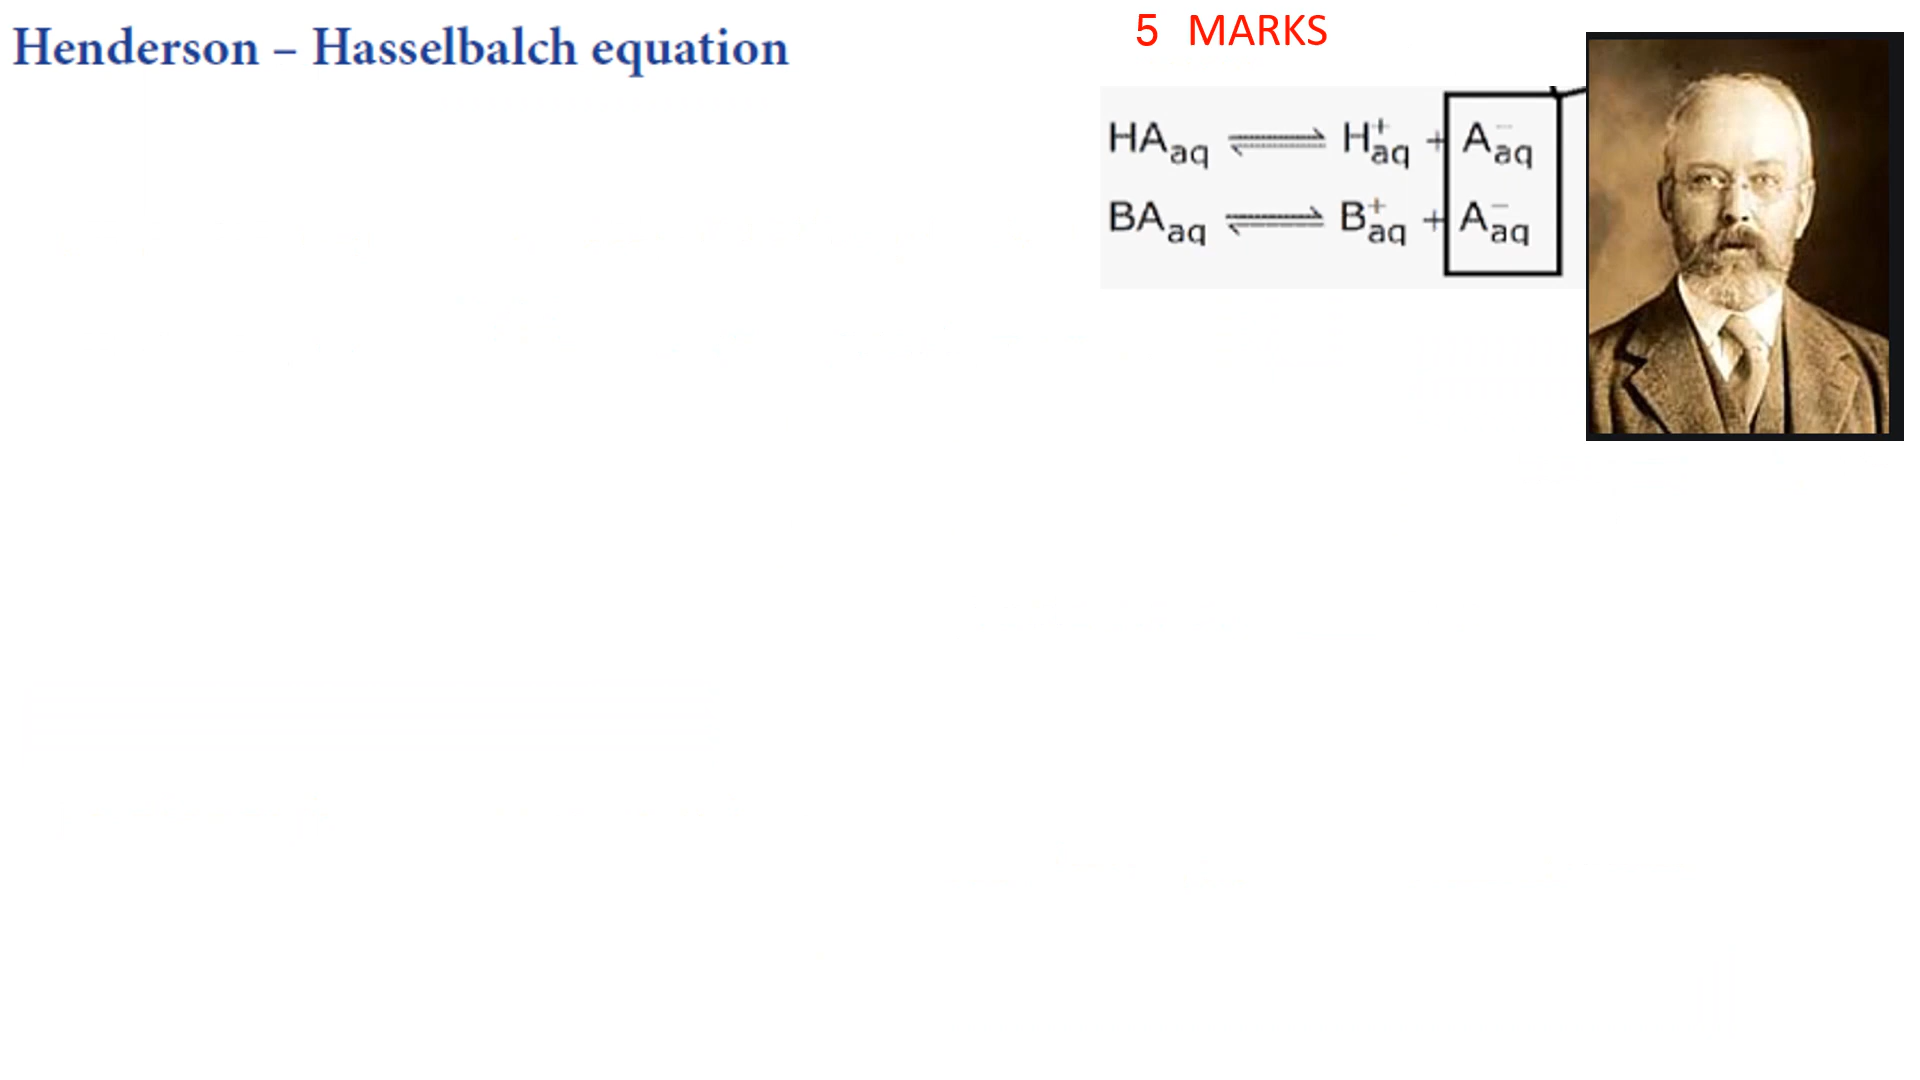 Henderson – Hasselbalch equation
5 MARKS
HAaq ⇌ H⁺aq + A⁻aq
BAaq ⇌ B⁺aq + A⁻aq